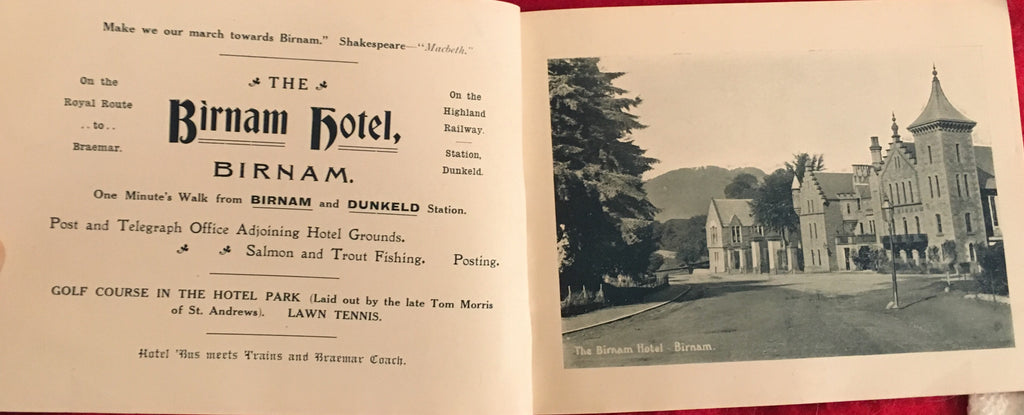 Make we our march towards Birnam." Shakespeare—"Macbeth."
On the
Royal Route
..to..
Braemar.
THE
Birnam Hotel,
BIRNAM.
On the
Highland
Railway.
Station,
Dunkeld.
One Minute's Walk from BIRNAM and DUNKELD Station.
Post and Telegraph Office Adjoining Hotel Grounds.
Salmon and Trout Fishing. Posting.
GOLF COURSE IN THE HOTEL PARK (Laid out by the late Tom Morris
of St. Andrews). LAWN TENNIS.
Hotel 'Bus meets Trains and Braemar Coach.
The Birnam Hotel - Birnam.